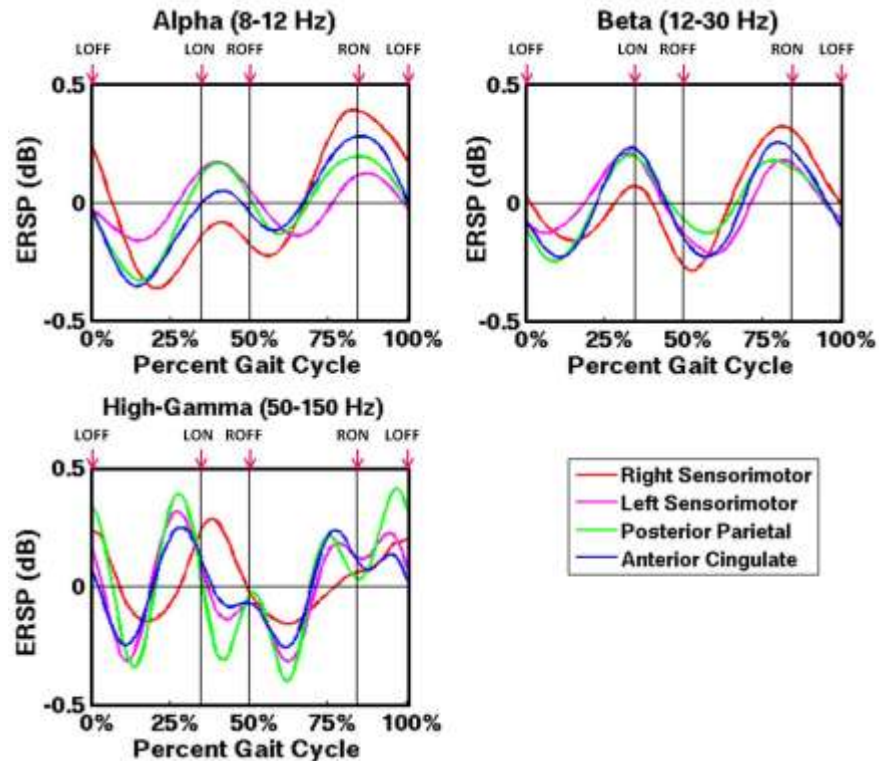 Alpha (8-12 Hz)
LOFF LON ROFF RON LOFF
0.5
0
-0.5
ERSP (dB)
0% 25% 50% 75% 100%
Percent Gait Cycle
Beta (12-30 Hz)
LOFF LON ROFF RON LOFF
0.5
0
-0.5
ERSP (dB)
0% 25% 50% 75% 100%
Percent Gait Cycle
High-Gamma (50-150 Hz)
LOFF LON ROFF RON LOFF
0.5
0
-0.5
ERSP (dB)
0% 25% 50% 75% 100%
Percent Gait Cycle
Right Sensorimotor
Left Sensorimotor
Posterior Parietal
Anterior Cingulate